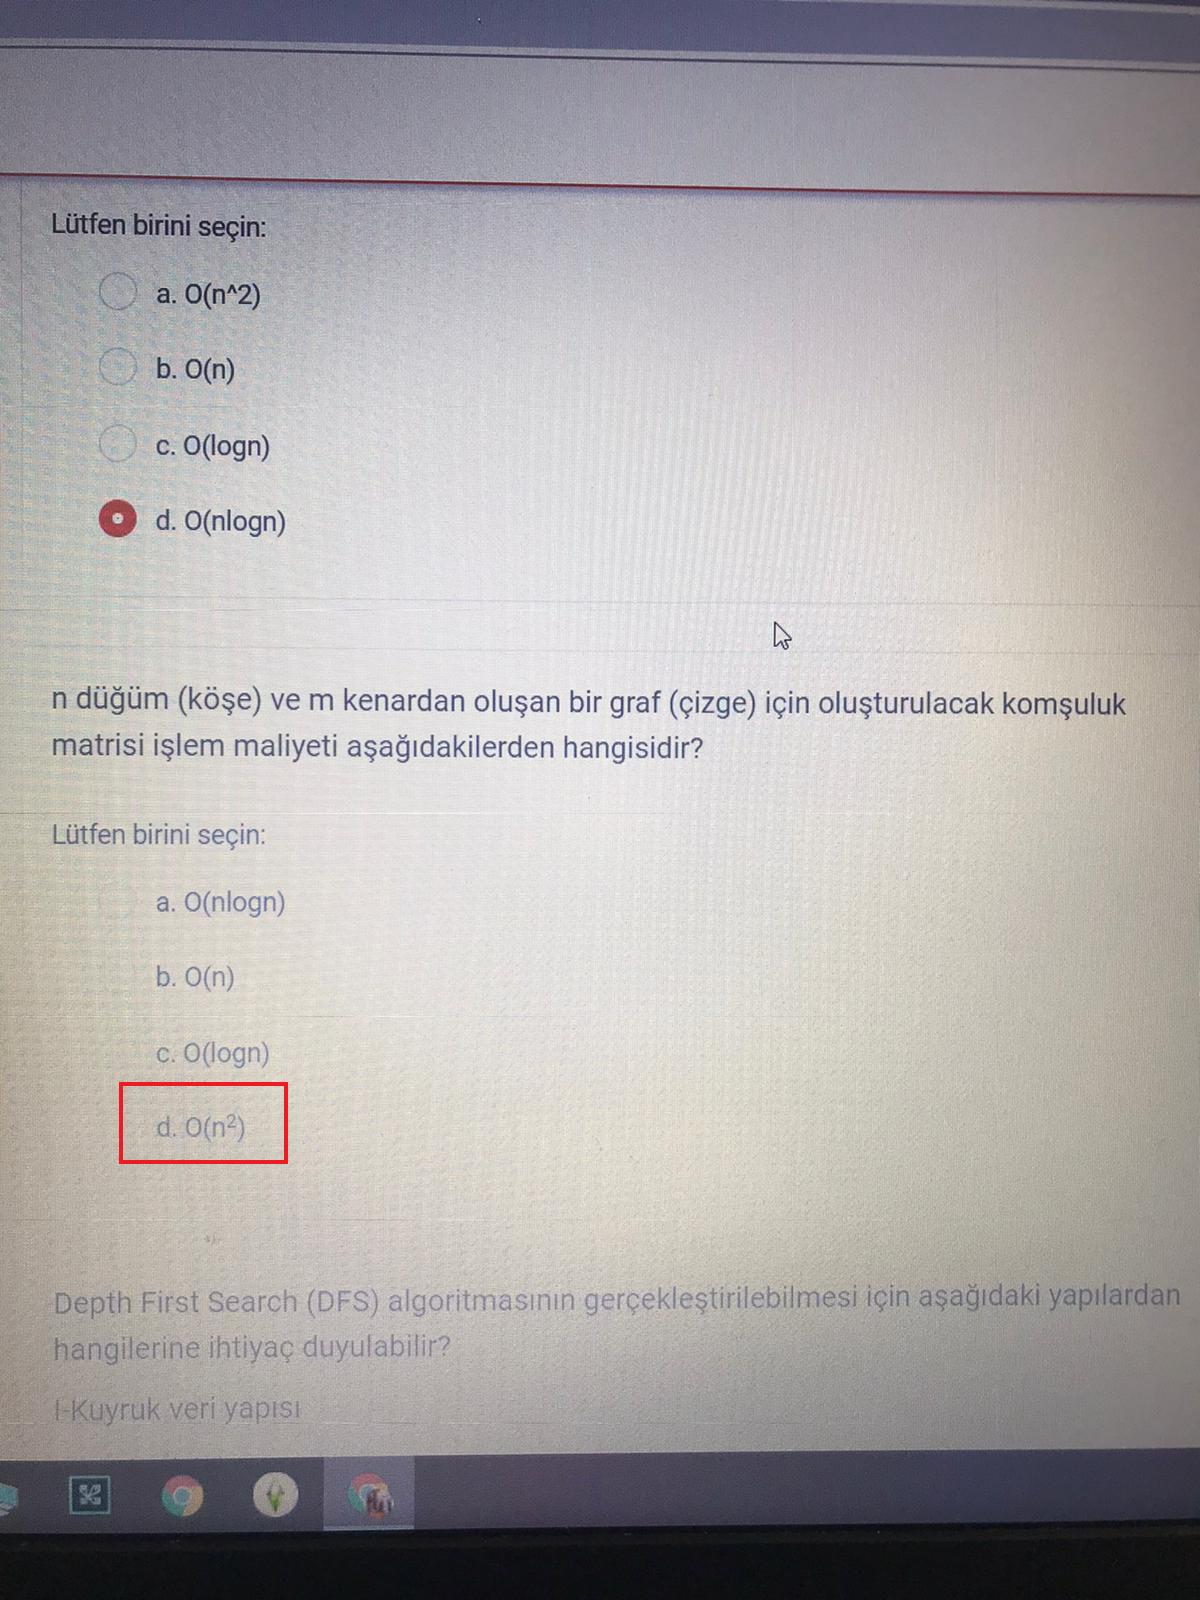 Lütfen birini seçin:
a. O(n^2)
b. O(n)
c. O(logn)
d. O(nlogn)
n düğüm (köşe) ve m kenardan oluşan bir graf (çizge) için oluşturulacak komşuluk
matrisi işlem maliyeti aşağıdakilerden hangisidir?
Lütfen birini seçin:
a. O(nlogn)
b. O(n)
c. O(logn)
d. O(n²)
Depth First Search (DFS) algoritmasının gerçekleştirilebilmesi için aşağıdaki yapılardan
hangilerine ihtiyaç duyulabilir?
I-Kuyruk veri yapısı